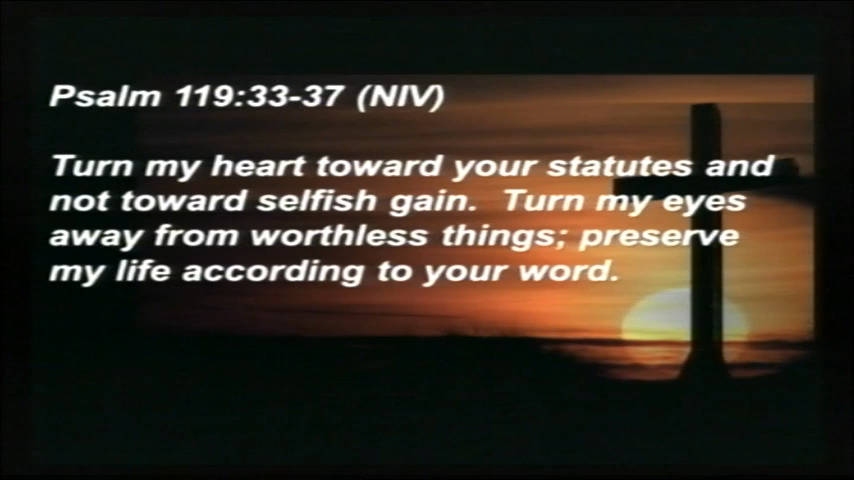 Psalm 119:33-37 (NIV)
Turn my heart toward your statutes and
not toward selfish gain.  Turn my eyes
away from worthless things; preserve
my life according to your word.